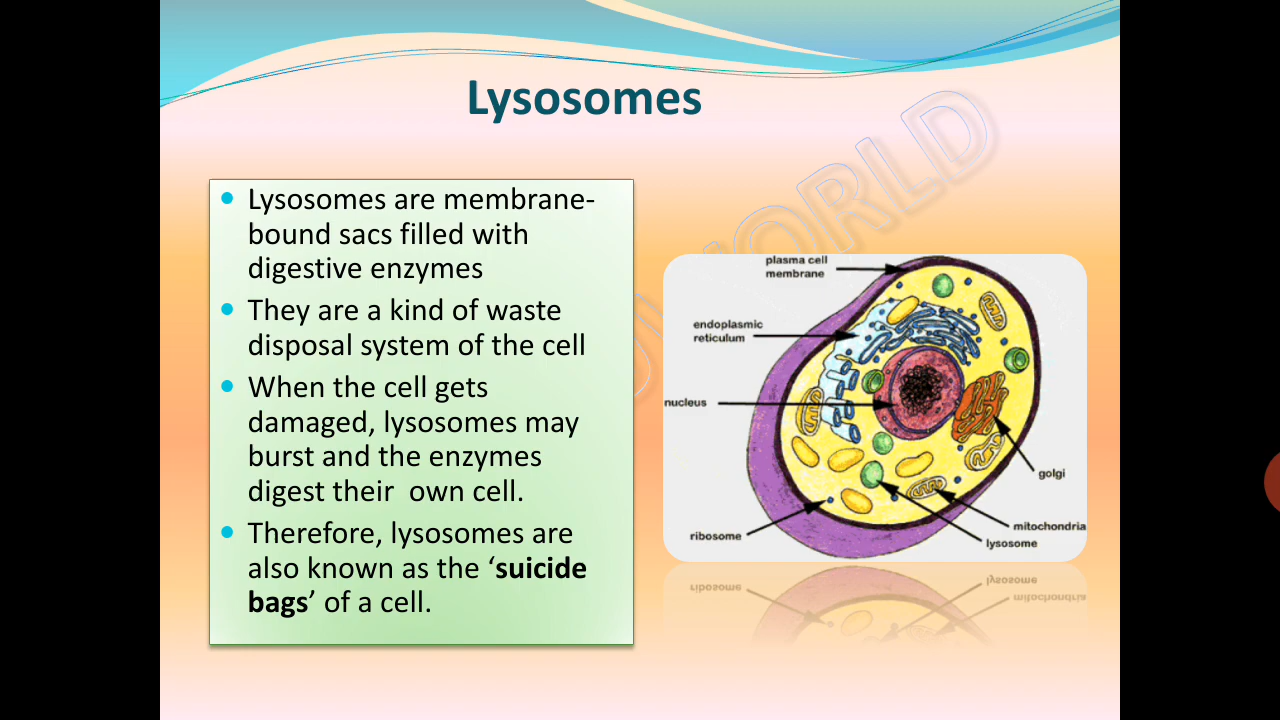 Lysosomes
Lysosomes are membrane-
bound sacs filled with
digestive enzymes
They are a kind of waste
disposal system of the cell
When the cell gets
damaged, lysosomes may
burst and the enzymes
digest their  own cell.
Therefore, lysosomes are
also known as the ‘suicide
bags’ of a cell.
plasma cell
membrane
endoplasmic
reticulum
nucleus
golgi
mitochondria
lysosome
ribosome
WORLD